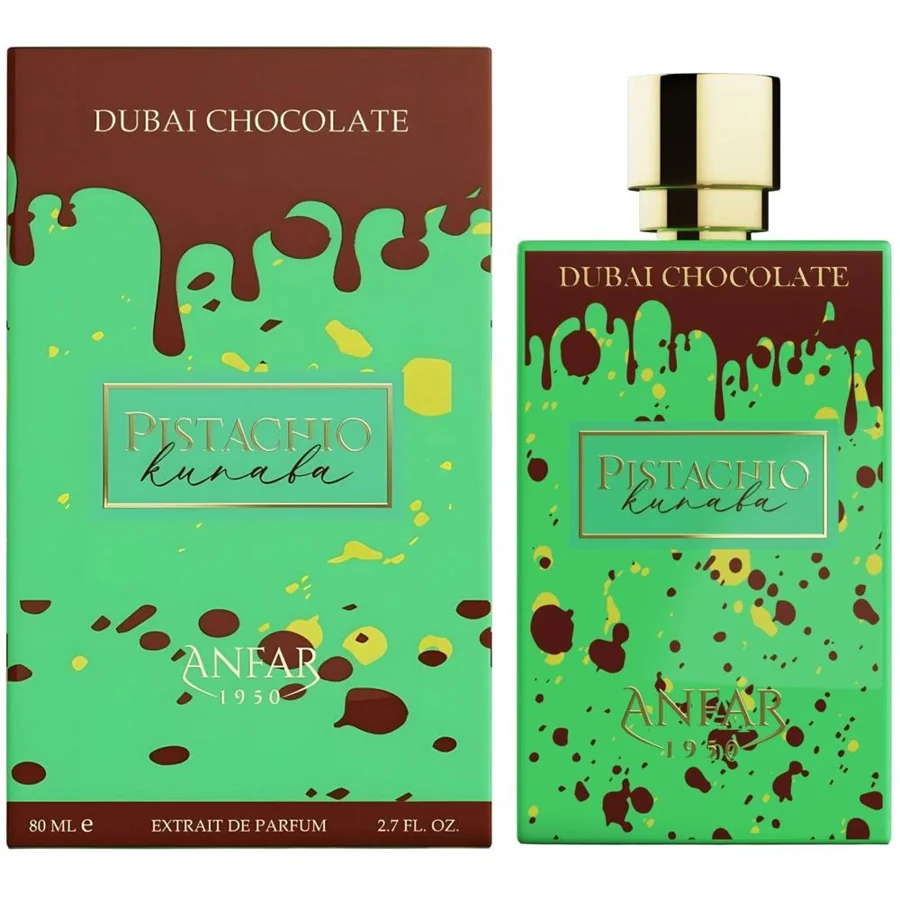 DUBAI CHOCOLATE
PISTACHIO
kunafa
ANFAR
1950
80 ML e
EXTRAIT DE PARFUM
2.7 FL. OZ.
DUBAI CHOCOLATE
PISTACHIO
kunafa
ANFAR
1950